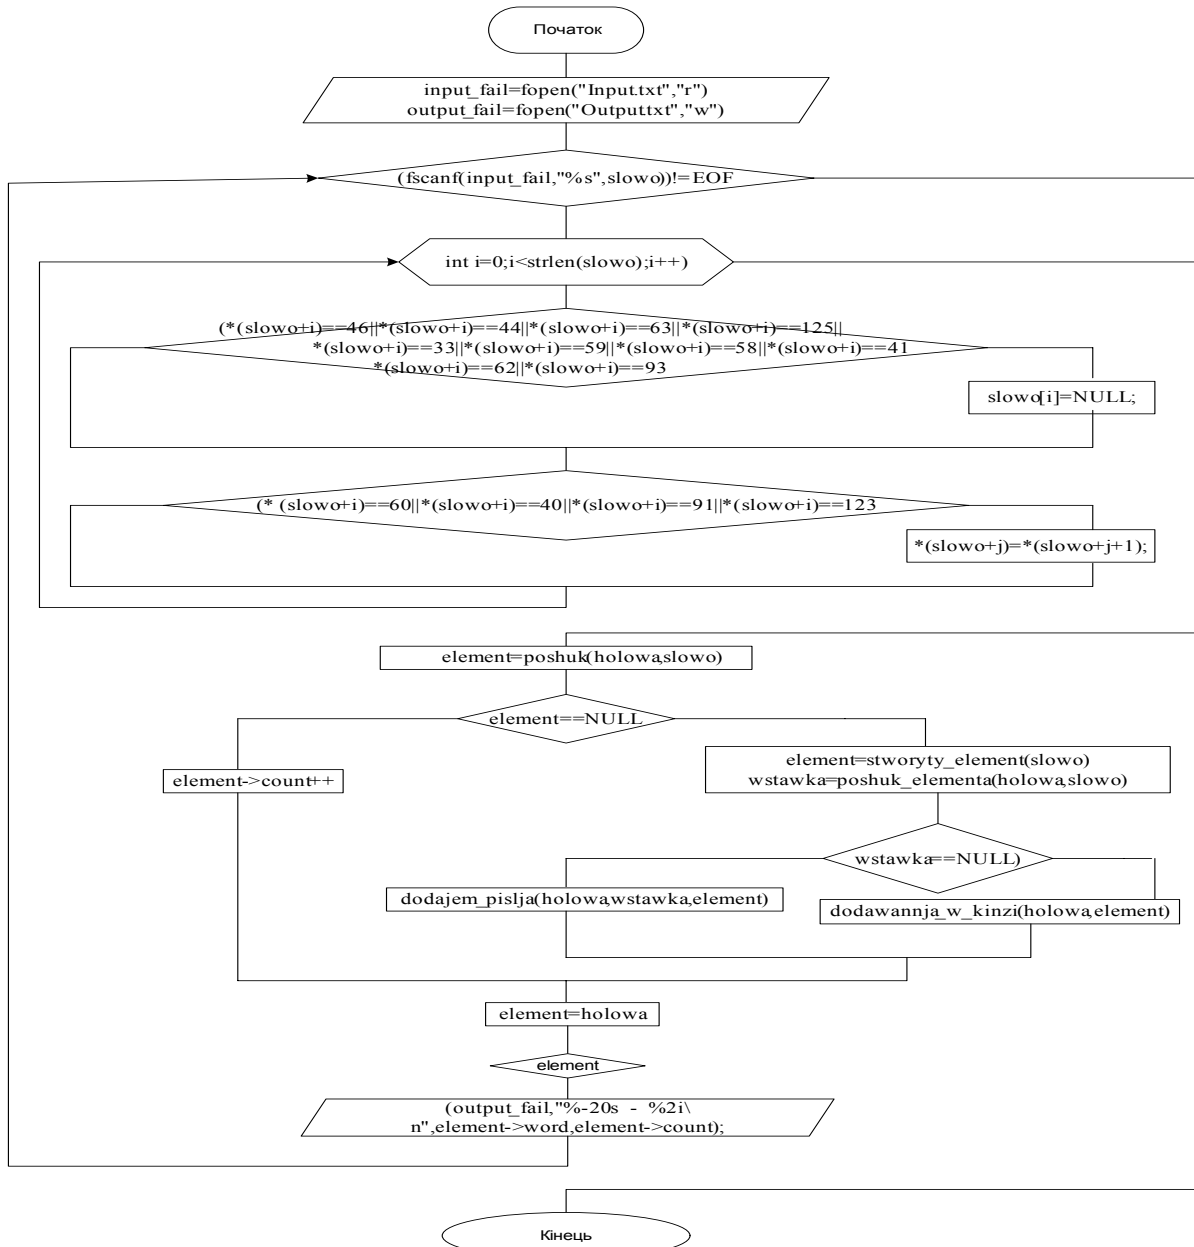 Початок
input_fail=fopen("Input.txt","r")
output_fail=fopen("Output.txt","w")
(fscanf(input_fail,"%s",slowo))!=EOF
int i=0;i<strlen(slowo);i++)
(*(slowo+i)==46||*(slowo+i)==44||*(slowo+i)==63||*(slowo+i)==125||
*(slowo+i)==33||*(slowo+i)==59||*(slowo+i)==58||*(slowo+i)==41
*(slowo+i)==62||*(slowo+i)==93
slowo[i]=NULL;
(* (slowo+i)==60||*(slowo+i)==40||*(slowo+i)==91||*(slowo+i)==123
*(slowo+j)=*(slowo+j+1);
element=poshuk(holowa,slowo)
element==NULL
element->count++
element=stworyty_element(slowo)
wstawka=poshuk_elementa(holowa,slowo)
wstawka==NULL)
dodajem_pislja(holowa,wstawka,element)
dodawannja_w_kinzi(holowa,element)
element=holowa
element
(output_fail,"%-20s - %2i\
n",element->word,element->count);
Кінець